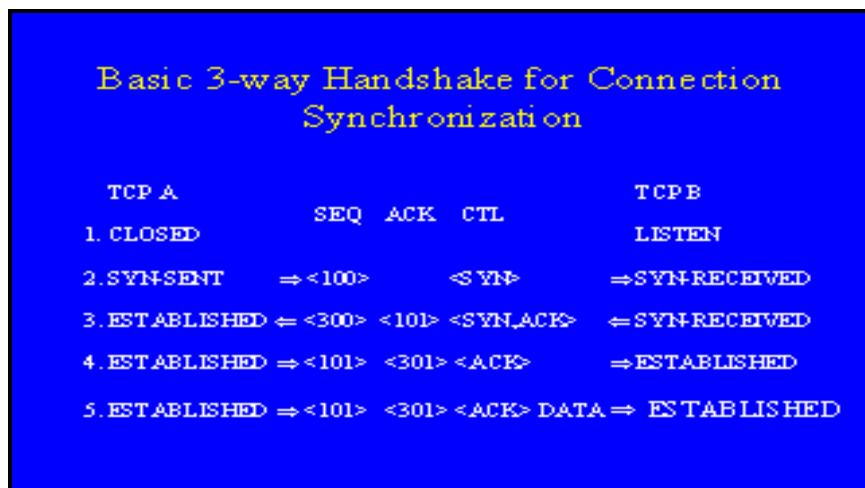 Basic 3-way Handshake for Connection
Synchronization
TCP A TCP B
SEQ ACK CTL
1. CLOSED LISTEN
2. SYN-SENT ⇒ <100> <SYN> ⇒ SYN-RECEIVED
3. ESTABLISHED ⇐ <300> <101> <SYN,ACK> ⇐ SYN-RECEIVED
4. ESTABLISHED ⇒ <101> <301> <ACK> ⇒ ESTABLISHED
5. ESTABLISHED ⇒ <101> <301> <ACK> DATA ⇒ ESTABLISHED